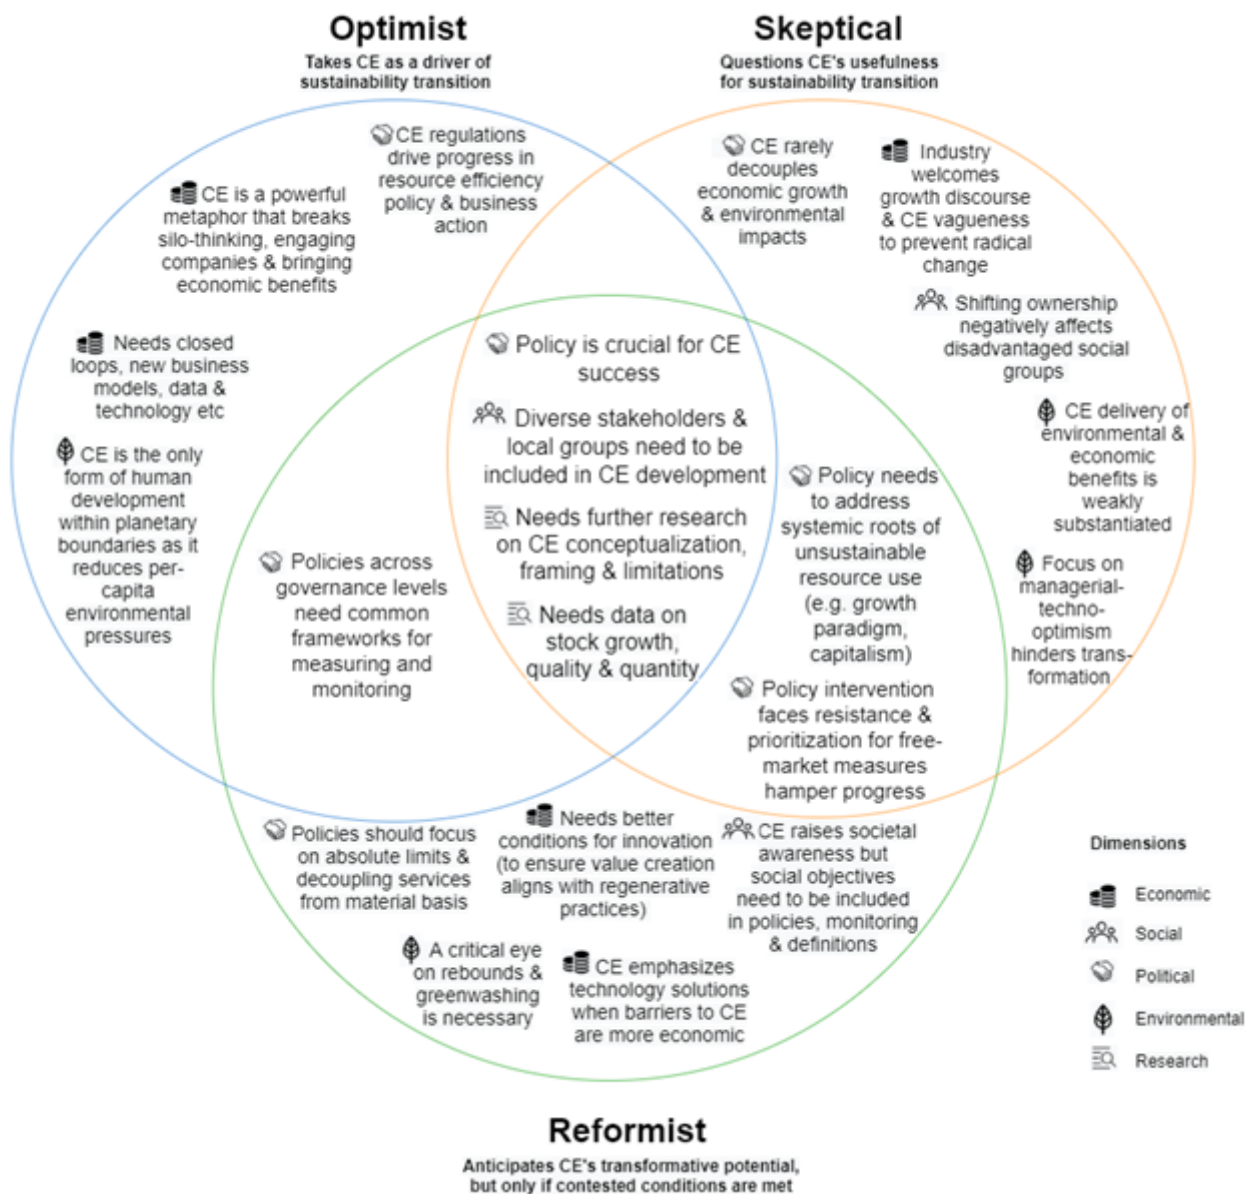 Optimist
Takes CE as a driver of
sustainability transition
Skeptical
Questions CE's usefulness
for sustainability transition
CE regulations
drive progress in
resource efficiency
policy & business
action
CE is a powerful
metaphor that breaks
silo-thinking, engaging
companies & bringing
economic benefits
Needs closed
loops, new business
models, data &
technology etc
CE is the only
form of human
development
within planetary
boundaries as it
reduces per-
capita
environmental
pressures
CE rarely
decouples
economic growth
& environmental
impacts
Industry
welcomes
growth discourse
& CE vagueness
to prevent radical
change
Shifting ownership
negatively affects
disadvantaged social
groups
CE delivery of
environmental &
economic
benefits is
weakly
substantiated
Focus on
managerial-
techno-
optimism
hinders trans-
formation
Policy is crucial for CE
success
Diverse stakeholders &
local groups need to be
included in CE development
Needs further research
on CE conceptualization,
framing & limitations
Needs data on
stock growth,
quality & quantity
Policies across
governance levels
need common
frameworks for
measuring and
monitoring
Policy needs
to address
systemic roots of
unsustainable
resource use
(e.g. growth
paradigm,
capitalism)
Policy intervention
faces resistance &
prioritization for free-
market measures
hamper progress
Policies should focus
on absolute limits &
decoupling services
from material basis
Needs better
conditions for innovation
(to ensure value creation
aligns with regenerative
practices)
CE raises societal
awareness but
social objectives
need to be included
in policies, monitoring
& definitions
A critical eye
on rebounds &
greenwashing
is necessary
CE emphasizes
technology solutions
when barriers to CE
are more economic
Dimensions
Economic
Social
Political
Environmental
Research
Reformist
Anticipates CE's transformative potential,
but only if contested conditions are met